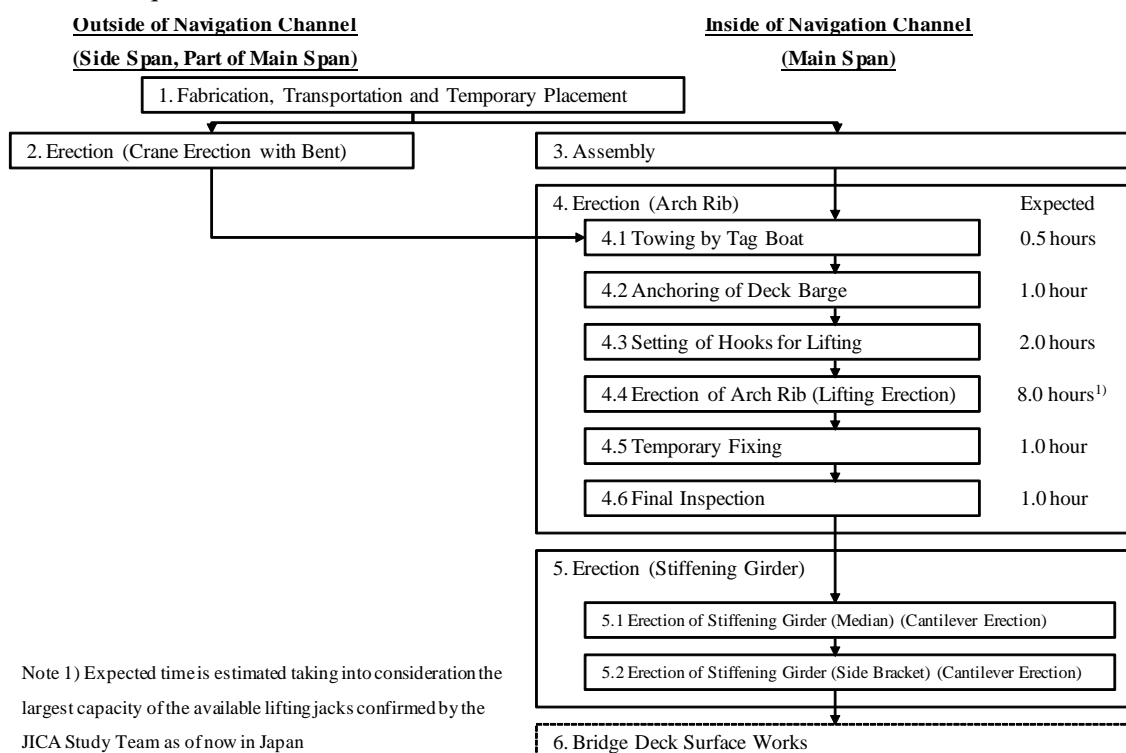 Outside of Navigation Channel
(Side Span, Part of Main Span)
Inside of Navigation Channel
(Main Span)
1. Fabrication, Transportation and Temporary Placement
2. Erection (Crane Erection with Bent)
3. Assembly
4. Erection (Arch Rib) Expected
4.1 Towing by Tag Boat 0.5 hours
4.2 Anchoring of Deck Barge 1.0 hour
4.3 Setting of Hooks for Lifting 2.0 hours
4.4 Erection of Arch Rib (Lifting Erection) 8.0 hours1)
4.5 Temporary Fixing 1.0 hour
4.6 Final Inspection 1.0 hour
5. Erection (Stiffening Girder)
5.1 Erection of Stiffening Girder (Median) (Cantilever Erection)
5.2 Erection of Stiffening Girder (Side Bracket) (Cantilever Erection)
6. Bridge Deck Surface Works
Note 1) Expected time is estimated taking into consideration the
largest capacity of the available lifting jacks confirmed by the
JICA Study Team as of now in Japan